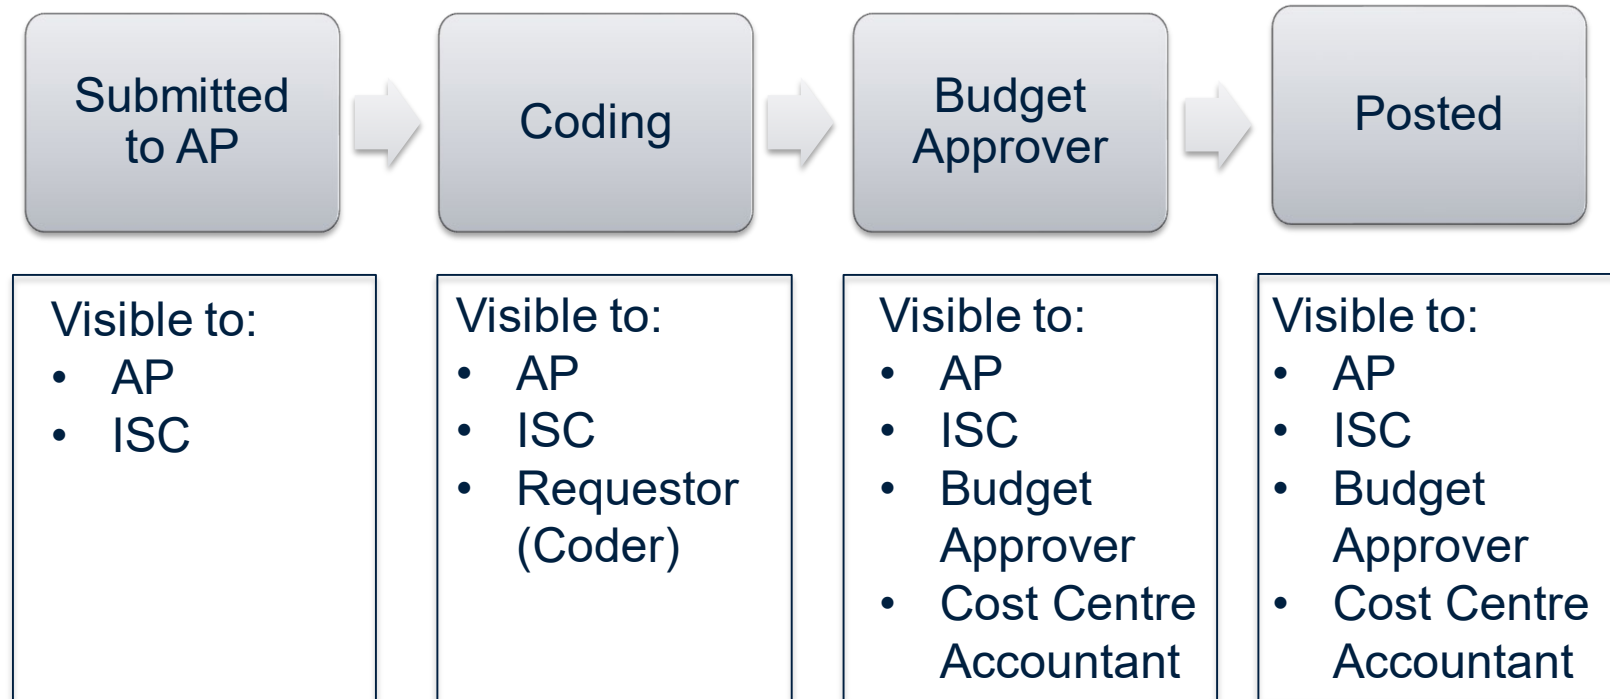 Submitted
to AP
Coding
Budget
Approver
Posted
Visible to:
• AP
• ISC
Visible to:
• AP
• ISC
• Requestor
(Coder)
Visible to:
• AP
• ISC
• Budget
Approver
• Cost Centre
Accountant
Visible to:
• AP
• ISC
• Budget
Approver
• Cost Centre
Accountant